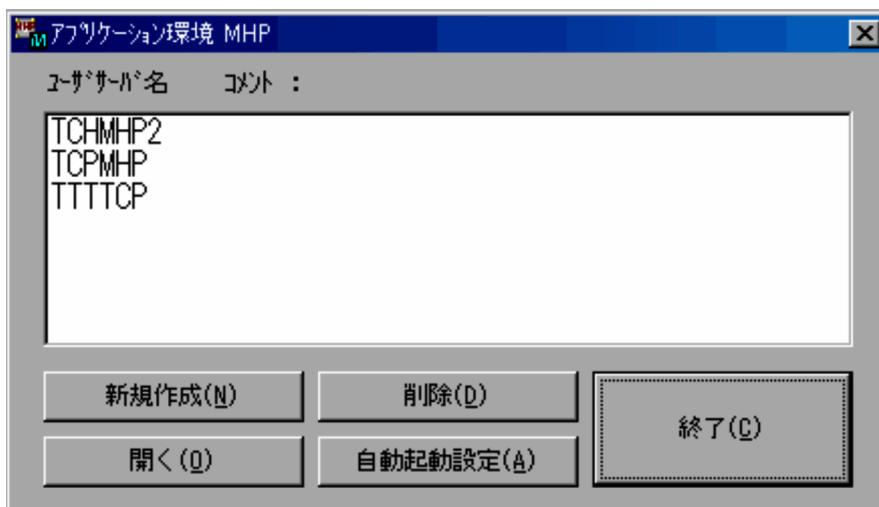 アプリケーション環境 MHP
ﾕｰｻﾞｻｰﾊﾞ名 ｺﾒﾝﾄ :
TCHMHP2
TCPMHP
TTTTCP
新規作成(N) 削除(D)
終了(C)
開く(O) 自動起動設定(A)